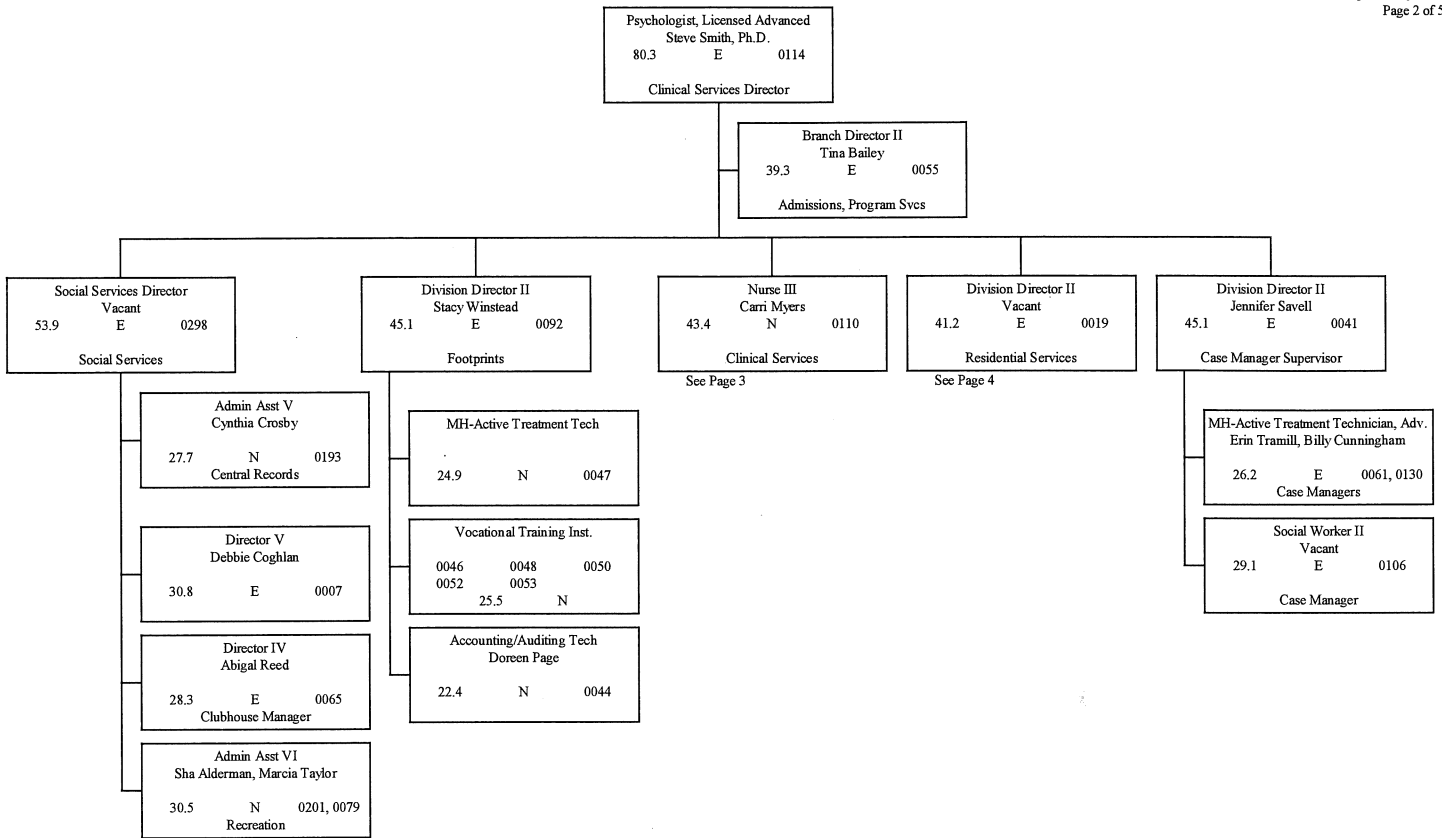 Page 2 of 5
Psychologist, Licensed Advanced
Steve Smith, Ph.D.
80.3 E 0114
Clinical Services Director
Branch Director II
Tina Bailey
39.3 E 0055
Admissions, Program Svcs
Social Services Director
Vacant
53.9 E 0298
Social Services
Division Director II
Stacy Winstead
45.1 E 0092
Footprints
Nurse III
Carri Myers
43.4 N 0110
Clinical Services
See Page 3
Division Director II
Vacant
41.2 E 0019
Residential Services
See Page 4
Division Director II
Jennifer Savell
45.1 E 0041
Case Manager Supervisor
Admin Asst V
Cynthia Crosby
27.7 N 0193
Central Records
Director V
Debbie Coghlan
30.8 E 0007
Director IV
Abigal Reed
28.3 E 0065
Clubhouse Manager
Admin Asst VI
Sha Alderman, Marcia Taylor
30.5 N 0201, 0079
Recreation
MH-Active Treatment Tech
24.9 N 0047
Vocational Training Inst.
0046 0048 0050
0052 0053
25.5 N
Accounting/Auditing Tech
Doreen Page
22.4 N 0044
MH-Active Treatment Technician, Adv.
Erin Tramill, Billy Cunningham
26.2 E 0061, 0130
Case Managers
Social Worker II
Vacant
29.1 E 0106
Case Manager